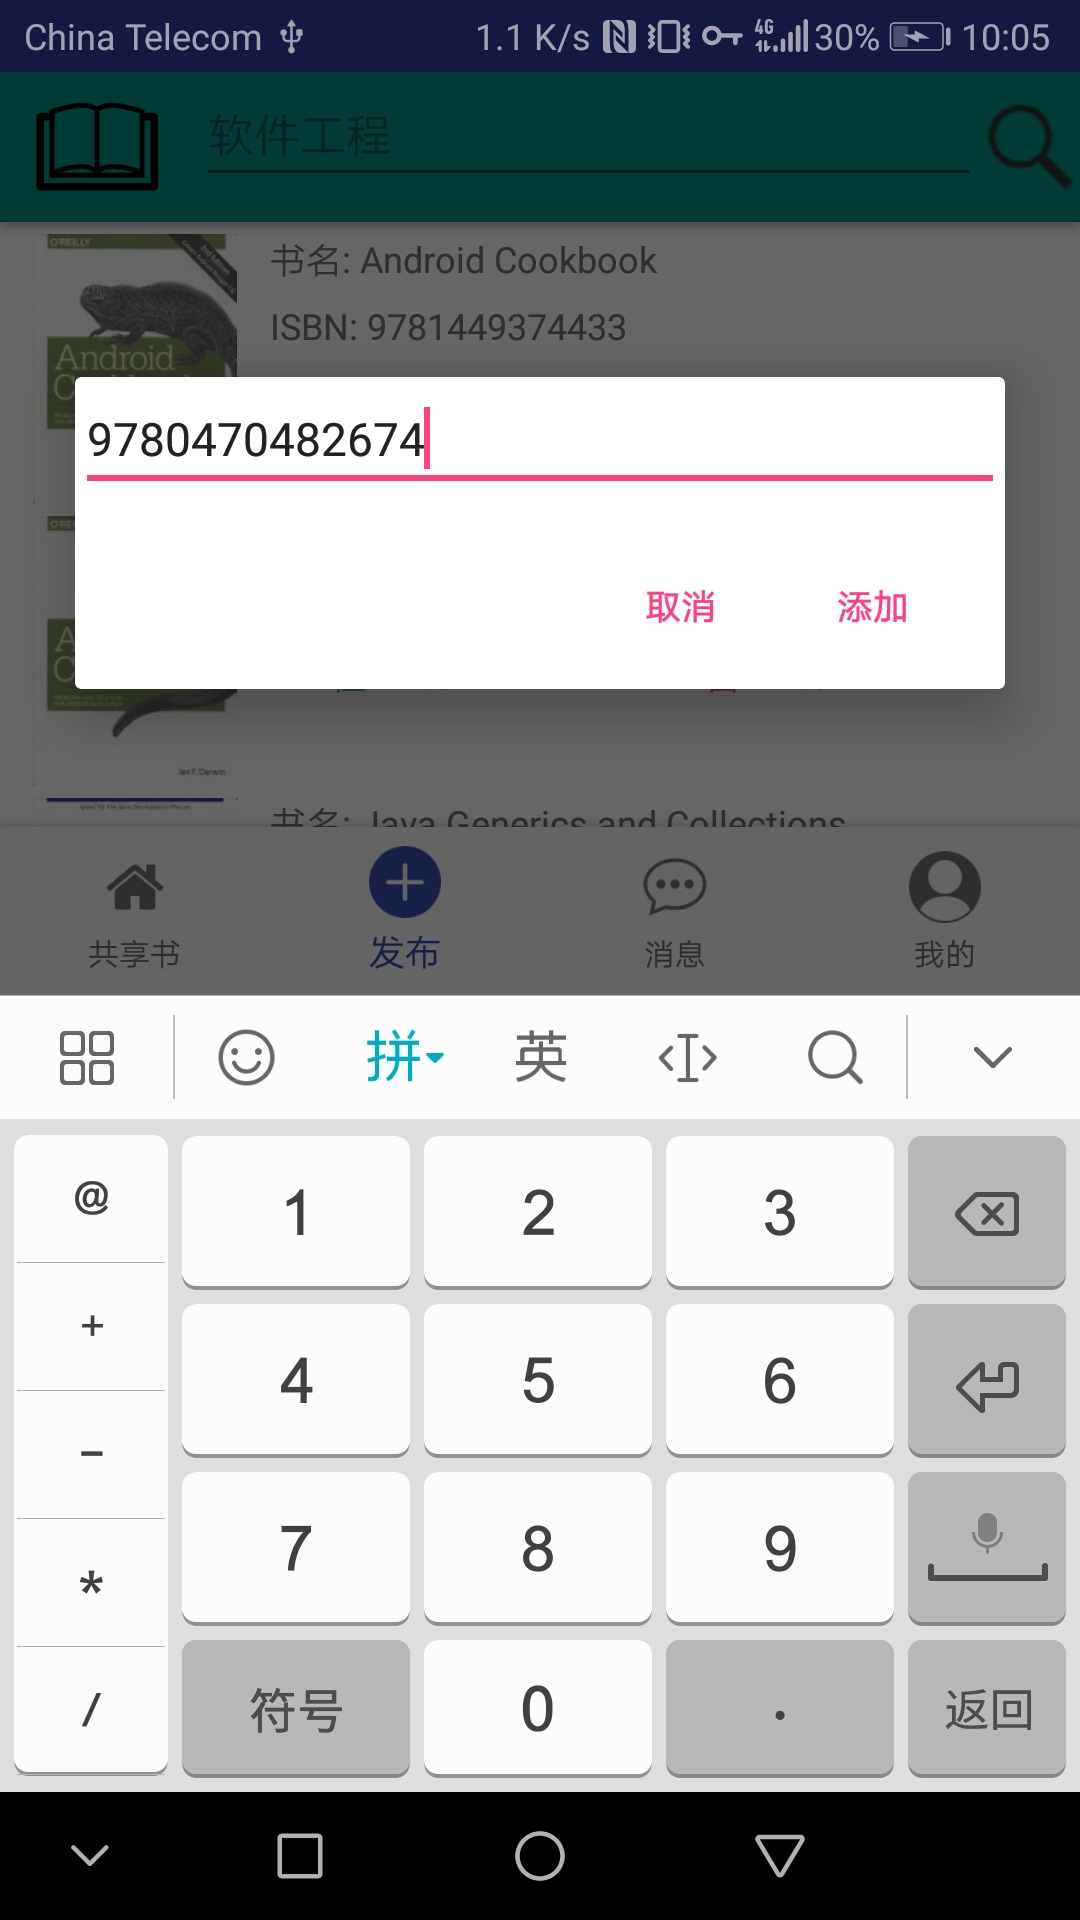 China Telecom 1.1 K/s 4G 30% 10:05
软件工程
O'REILLY
书名: Android Cookbook
ISBN: 9781449374433
Android
9780470482674
取消 添加
Ian F. Darwin
书名: Java Generics and Collections
共享书 发布 消息 我的
拼 英
@ 1 2 3
+ 4 5 6
-
* 7 8 9
/ 符号 0 . 返回